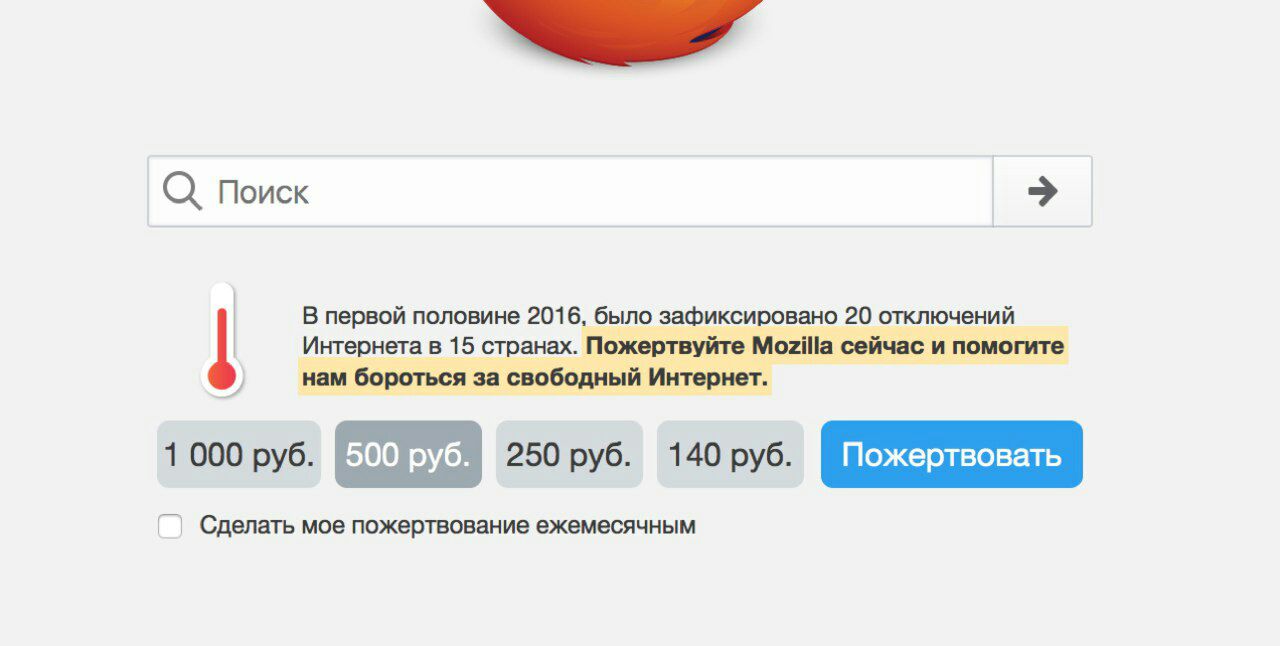 Поиск
В первой половине 2016, было зафиксировано 20 отключений
Интернета в 15 странах. Пожертвуйте Mozilla сейчас и помогите
нам бороться за свободный Интернет.
1 000 руб. 500 руб. 250 руб. 140 руб. Пожертвовать
Сделать мое пожертвование ежемесячным